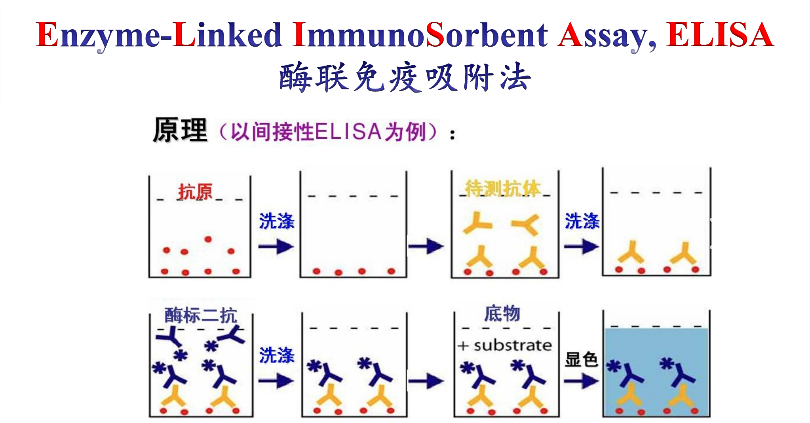 Enzyme-Linked ImmunoSorbent Assay, ELISA
酶联免疫吸附法
原理（以间接性ELISA为例）：
抗原
洗涤
待测抗体
洗涤
酶标二抗
洗涤
底物
+ substrate
显色